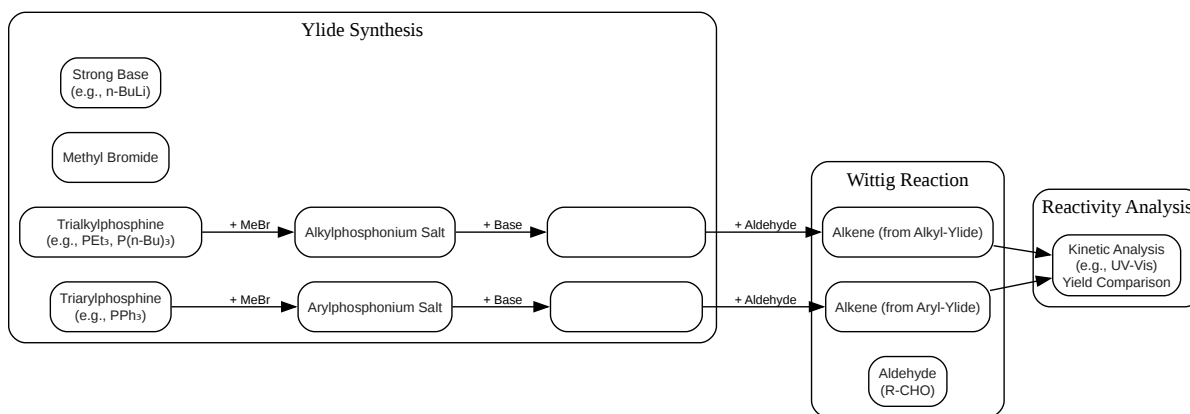 Ylide Synthesis
Strong Base
(e.g., n-BuLi)
Methyl Bromide
Trialkylphosphine
(e.g., PEt₃, P(n-Bu)₃)
+ MeBr
Alkylphosphonium Salt
+ Base
+ Aldehyde
Triarylphosphine
(e.g., PPh₃)
+ MeBr
Arylphosphonium Salt
+ Base
+ Aldehyde
Wittig Reaction
Alkene (from Alkyl-Ylide)
Alkene (from Aryl-Ylide)
Aldehyde
(R-CHO)
Reactivity Analysis
Kinetic Analysis
(e.g., UV-Vis)
Yield Comparison